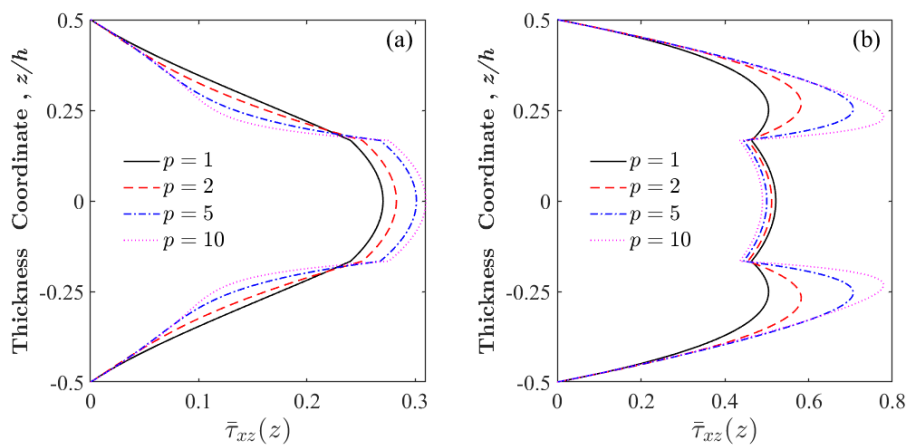 (a)
Thickness Coordinate , z/h
0.5
0.25
0
-0.25
-0.5
p = 1
p = 2
p = 5
p = 10
0 0.1 0.2 0.3
τ̄xz(z)
(b)
Thickness Coordinate , z/h
0.5
0.25
0
-0.25
-0.5
p = 1
p = 2
p = 5
p = 10
0 0.2 0.4 0.6 0.8
τ̄xz(z)